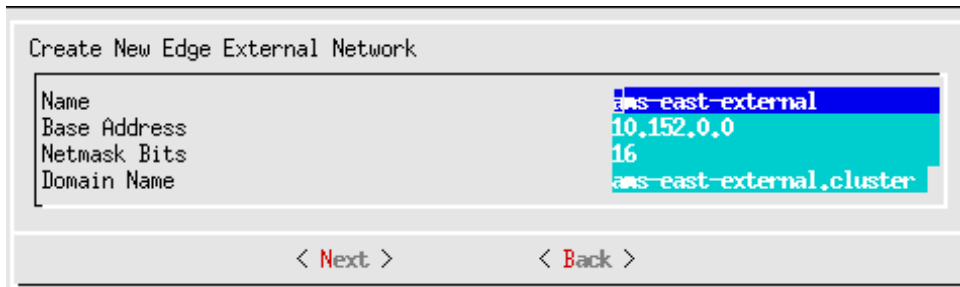 Create New Edge External Network
Name ams-east-external
Base Address 10.152.0.0
Netmask Bits 16
Domain Name ams-east-external.cluster
< Next > < Back >